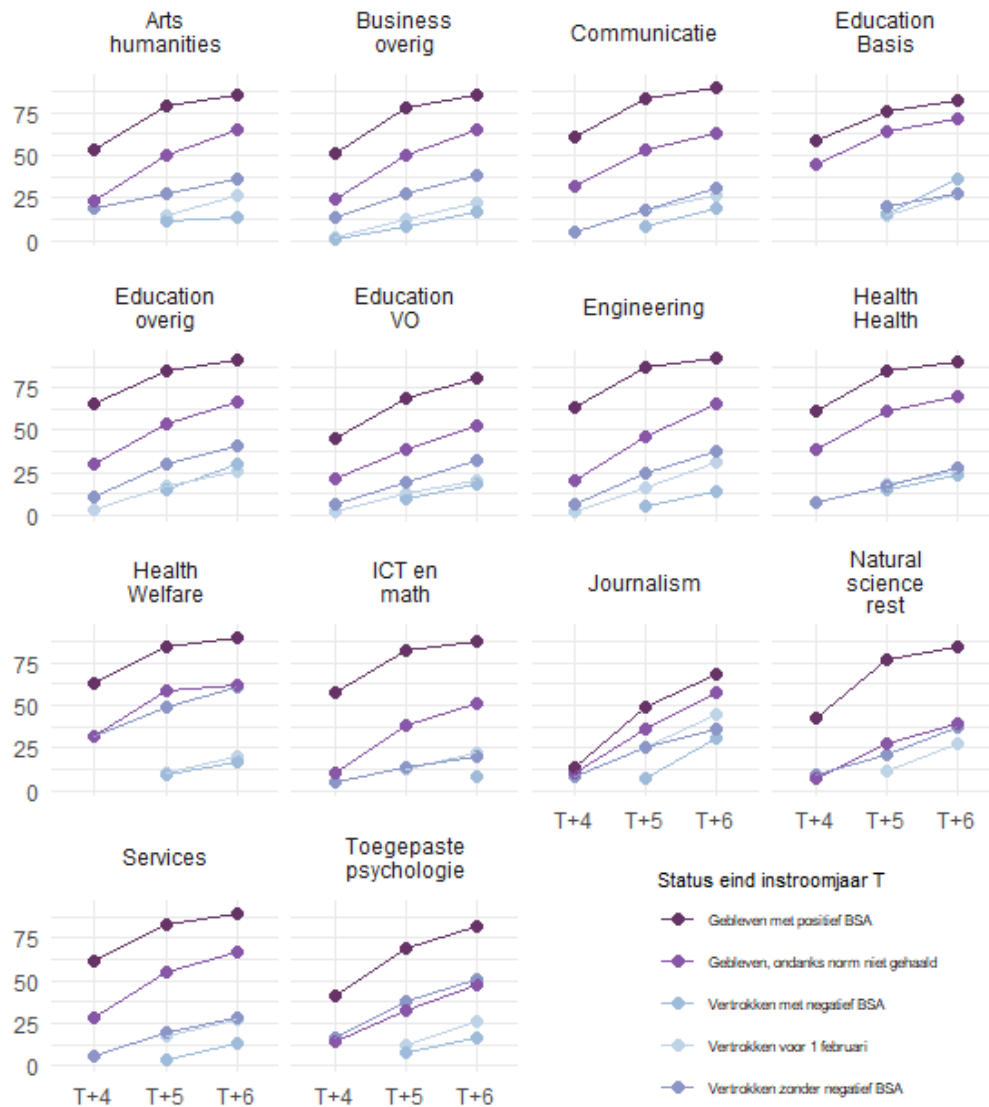 Arts
humanities
Business
overig
Communicatie
Education
Basis
75
50
25
0
Education
overig
Education
VO
Engineering
Health
Health
75
50
25
0
Health
Welfare
ICT en
math
Journalism
Natural
science
rest
75
50
25
0
T+4 T+5 T+6
T+4 T+5 T+6
Services
Toegepaste
psychologie
75
50
25
0
T+4 T+5 T+6
T+4 T+5 T+6
Status eind instroomjaar T
Gebleven met positief BSA
Gebleven, ondanks norm niet gehaald
Vertrokken met negatief BSA
Vertrokken voor 1 februari
Vertrokken zonder negatief BSA